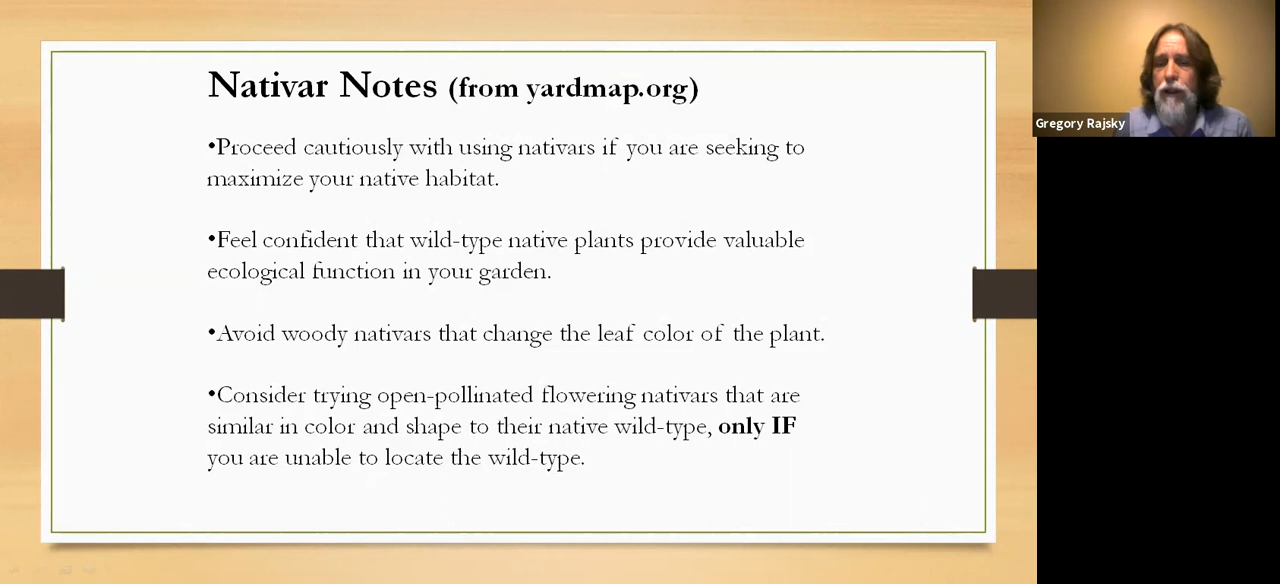 Nativar Notes (from yardmap.org)
•Proceed cautiously with using nativars if you are seeking to
maximize your native habitat.
•Feel confident that wild-type native plants provide valuable
ecological function in your garden.
•Avoid woody nativars that change the leaf color of the plant.
•Consider trying open-pollinated flowering nativars that are
similar in color and shape to their native wild-type, only IF
you are unable to locate the wild-type.
Gregory Rajsky